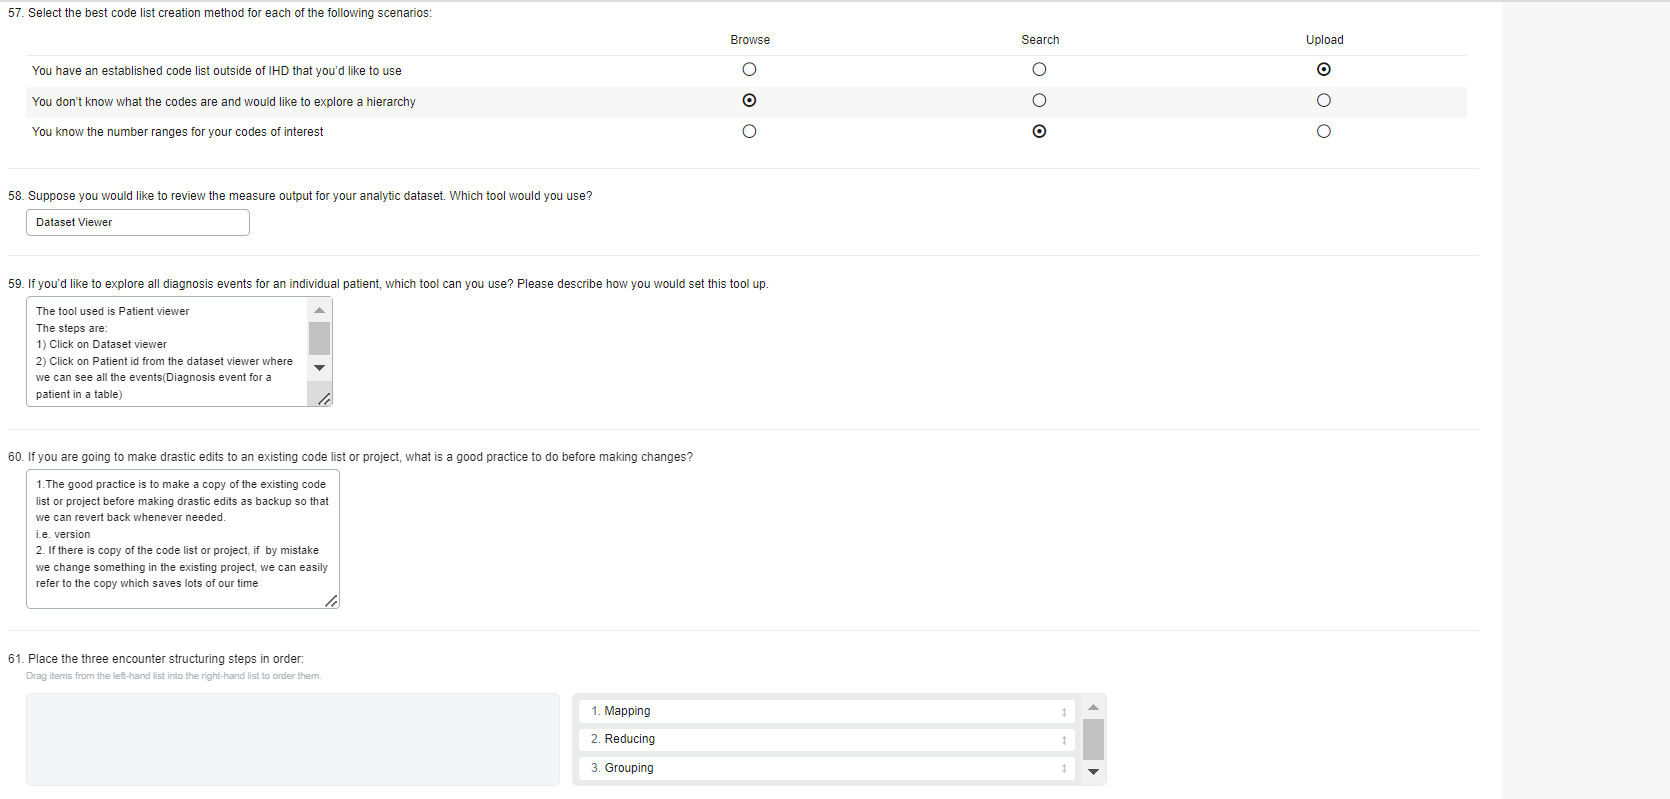 57. Select the best code list creation method for each of the following scenarios:
Browse Search Upload
You have an established code list outside of IHD that you'd like to use
You don't know what the codes are and would like to explore a hierarchy
You know the number ranges for your codes of interest
58. Suppose you would like to review the measure output for your analytic dataset. Which tool would you use?
Dataset Viewer
59. If you'd like to explore all diagnosis events for an individual patient, which tool can you use? Please describe how you would set this tool up.
The tool used is Patient viewer
The steps are:
1) Click on Dataset viewer
2) Click on Patient id from the dataset viewer where
we can see all the events(Diagnosis event for a
patient in a table)
60. If you are going to make drastic edits to an existing code list or project, what is a good practice to do before making changes?
1.The good practice is to make a copy of the existing code
list or project before making drastic edits as backup so that
we can revert back whenever needed.
i.e. version
2. If there is copy of the code list or project, if by mistake
we change something in the existing project, we can easily
refer to the copy which saves lots of our time
61. Place the three encounter structuring steps in order:
Drag items from the left-hand list into the right-hand list to order them.
1. Mapping
2. Reducing
3. Grouping